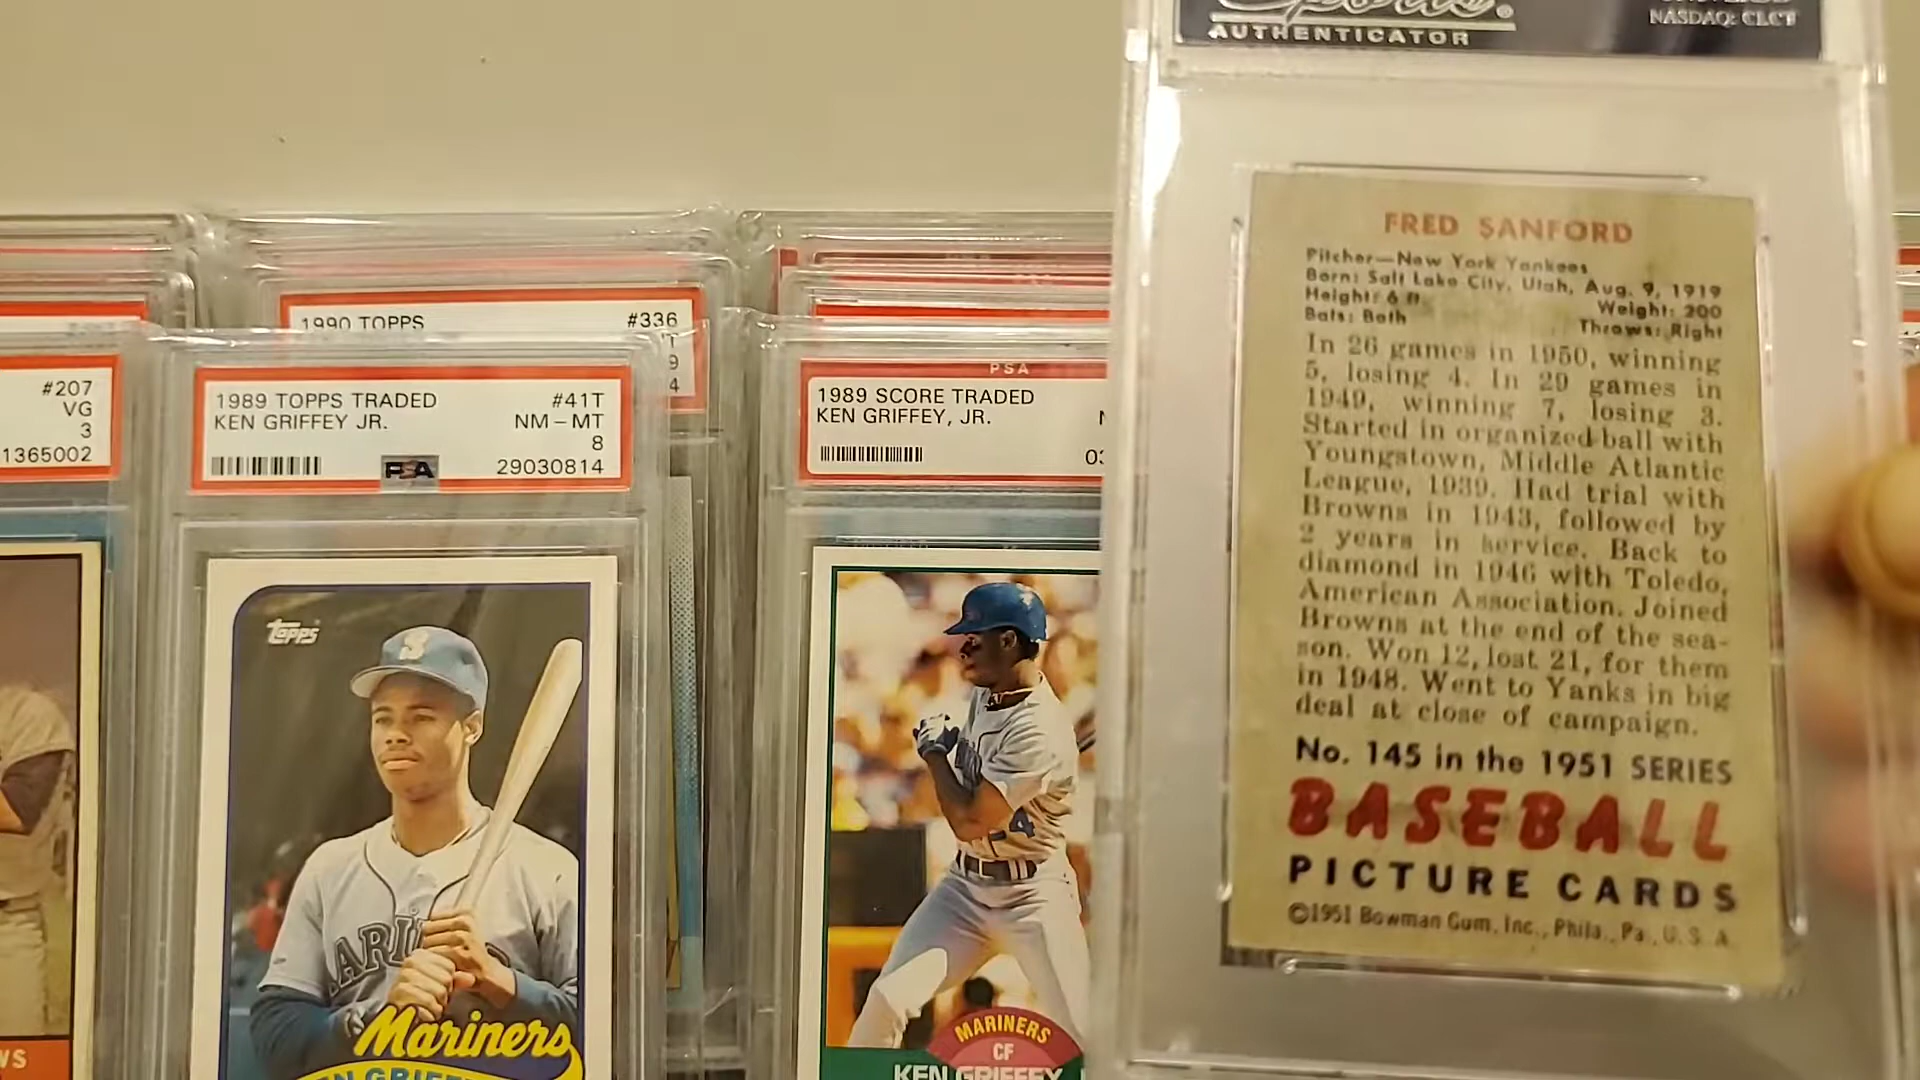 AUTHENTICATOR
NASDAQ: CLCT
#207
VG
3
1365002
WS
1990 TOPPS #336
9
4
1989 TOPPS TRADED #41T
KEN GRIFFEY JR. NM-MT
8
PSA 29030814
topps
Mariners
PSA
1989 SCORE TRADED
KEN GRIFFEY, JR.
MARINERS
CF
KEN GRIFFEY
FRED SANFORD
Pitcher—New York Yankees
Born: Salt Lake City, Utah, Aug. 9, 1919
Height: 6 ft. Weight: 200
Bats: Both Throws: Right
In 26 games in 1950, winning
5, losing 4. In 29 games in
1949, winning 7, losing 3.
Started in organized ball with
Youngstown, Middle Atlantic
League, 1939. Had trial with
Browns in 1943, followed by
2 years in service. Back to
diamond in 1946 with Toledo,
American Association. Joined
Browns at the end of the sea-
son. Won 12, lost 21, for them
in 1948. Went to Yanks in big
deal at close of campaign.
No. 145 in the 1951 SERIES
BASEBALL
PICTURE CARDS
©1951 Bowman Gum, Inc., Phila., Pa., U.S.A.